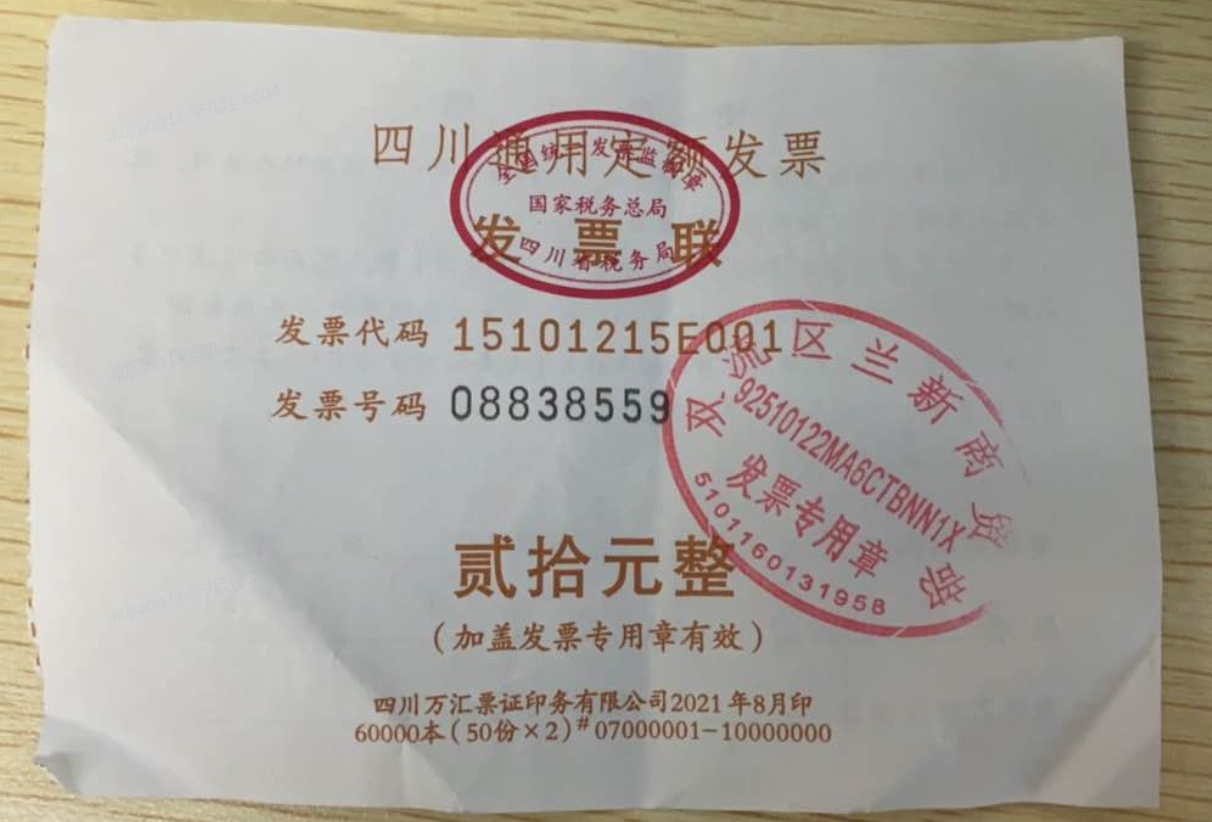 四川通用定额发票
全国统一发票监制章
国家税务总局
四川省税务局
发票联
发票代码 15101215E001
发票号码 08838559
双流区兰新商贸部
92510122MA6CTBNN1X
发票专用章
5101160131958
贰拾元整
(加盖发票专用章有效)
四川万汇票证印务有限公司2021年8月印
60000本(50份×2)#07000001-10000000